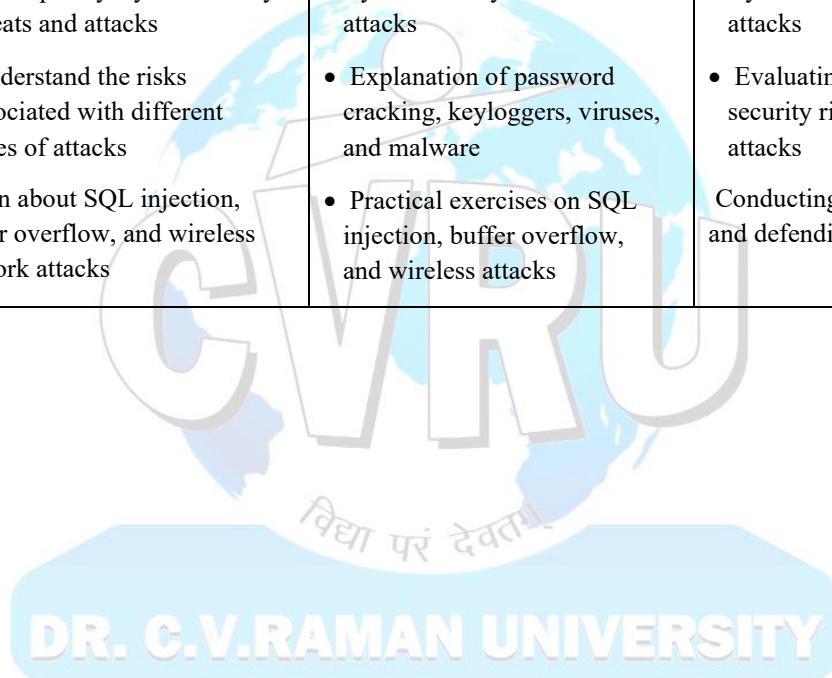 eats and attacks
derstand the risks
ociated with different
es of attacks
n about SQL injection,
r overflow, and wireless
ork attacks
attacks
• Explanation of password
cracking, keyloggers, viruses,
and malware
• Practical exercises on SQL
injection, buffer overflow,
and wireless attacks
attacks
• Evaluatin
security ri
attacks
Conducting
and defendi
CVRU
विद्या परं देवतम्
DR. C.V.RAMAN UNIVERSITY